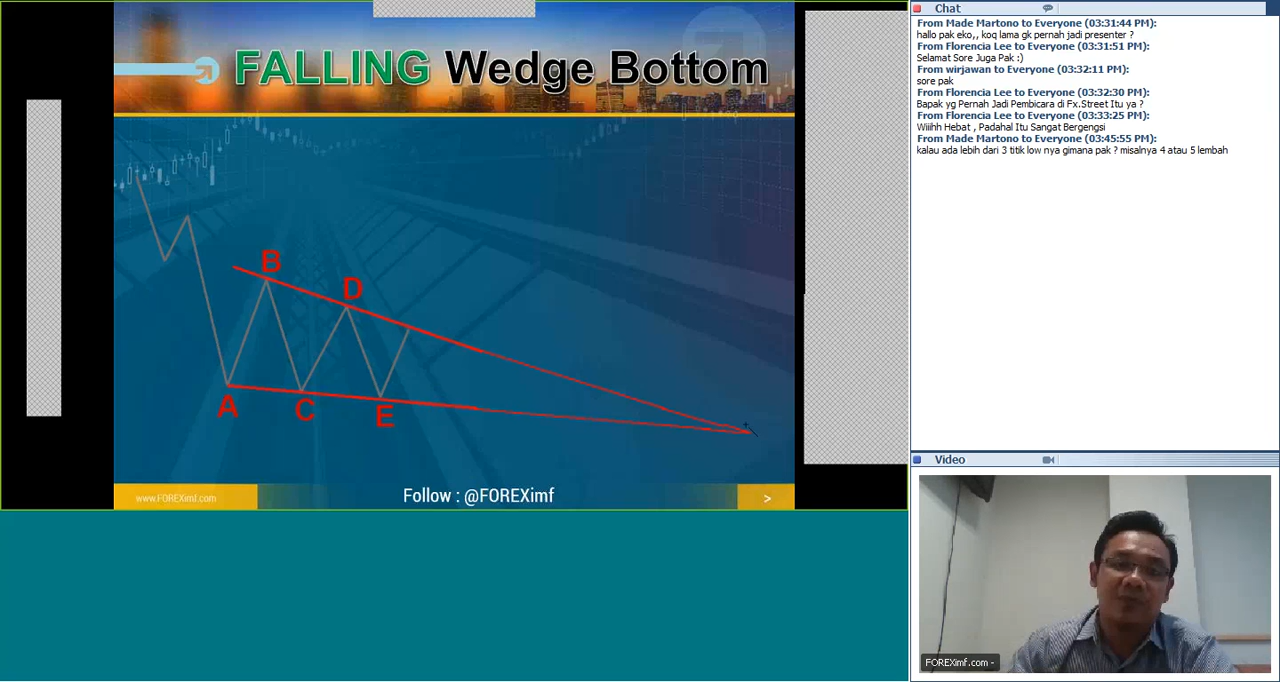 FALLING Wedge Bottom
B
D
A
C
E
www.FOREXimf.com
Follow : @FOREXimf
>
Chat
From Made Martono to Everyone (03:31:44 PM):
hallo pak eko,, koq lama gk pernah jadi presenter ?
From Florencia Lee to Everyone (03:31:51 PM):
Selamat Sore Juga Pak :)
From wirjawan to Everyone (03:32:11 PM):
sore pak
From Florencia Lee to Everyone (03:32:30 PM):
Bapak yg Pernah Jadi Pembicara di Fx.Street Itu ya ?
From Florencia Lee to Everyone (03:33:25 PM):
Wiiihh Hebat , Padahal Itu Sangat Bergengsi
From Made Martono to Everyone (03:45:55 PM):
kalau ada lebih dari 3 titik low nya gimana pak ? misalnya 4 atau 5 lembah
Video
FOREXimf.com -